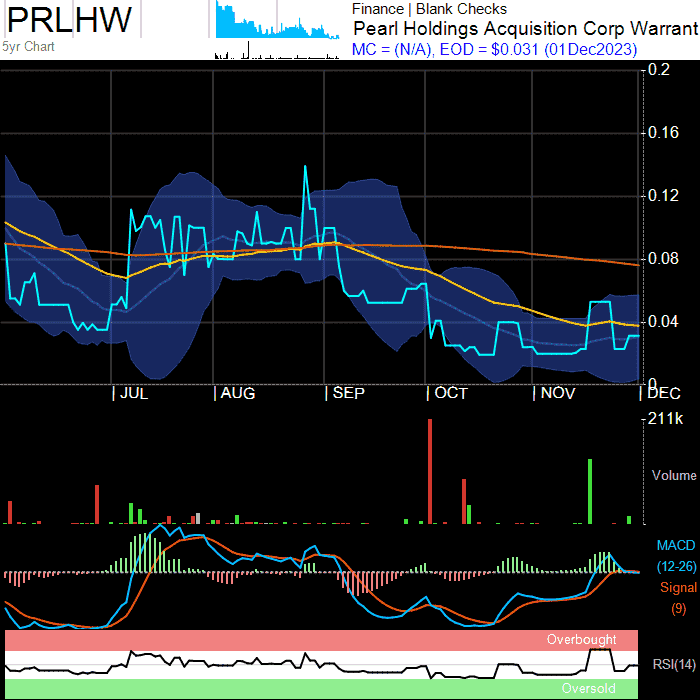 PRLHW
5yr Chart
Finance | Blank Checks
Pearl Holdings Acquisition Corp Warrant
MC = (N/A), EOD = $0.031 (01Dec2023)
0.2
0.16
0.12
0.08
0.04
0
JUL AUG SEP OCT NOV DEC
211k
Volume
MACD
(12-26)
Signal
(9)
Overbought
RSI(14)
Oversold